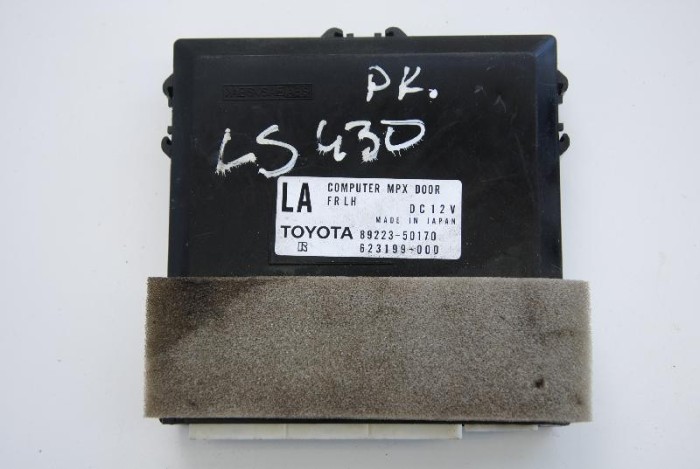 PK.
LS 430
LA COMPUTER MPX DOOR
FR LH DC12V
MADE IN JAPAN
TOYOTA 89223-50170
623199-000